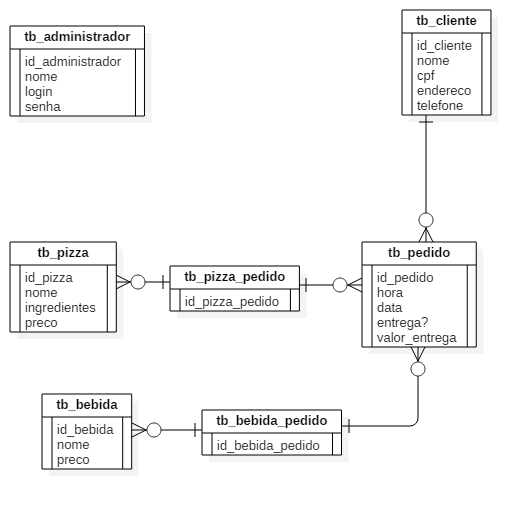 tb_administrador
id_administrador
nome
login
senha
tb_cliente
id_cliente
nome
cpf
endereco
telefone
tb_pizza
id_pizza
nome
ingredientes
preco
tb_pizza_pedido
id_pizza_pedido
tb_pedido
id_pedido
hora
data
entrega?
valor_entrega
tb_bebida
id_bebida
nome
preco
tb_bebida_pedido
id_bebida_pedido